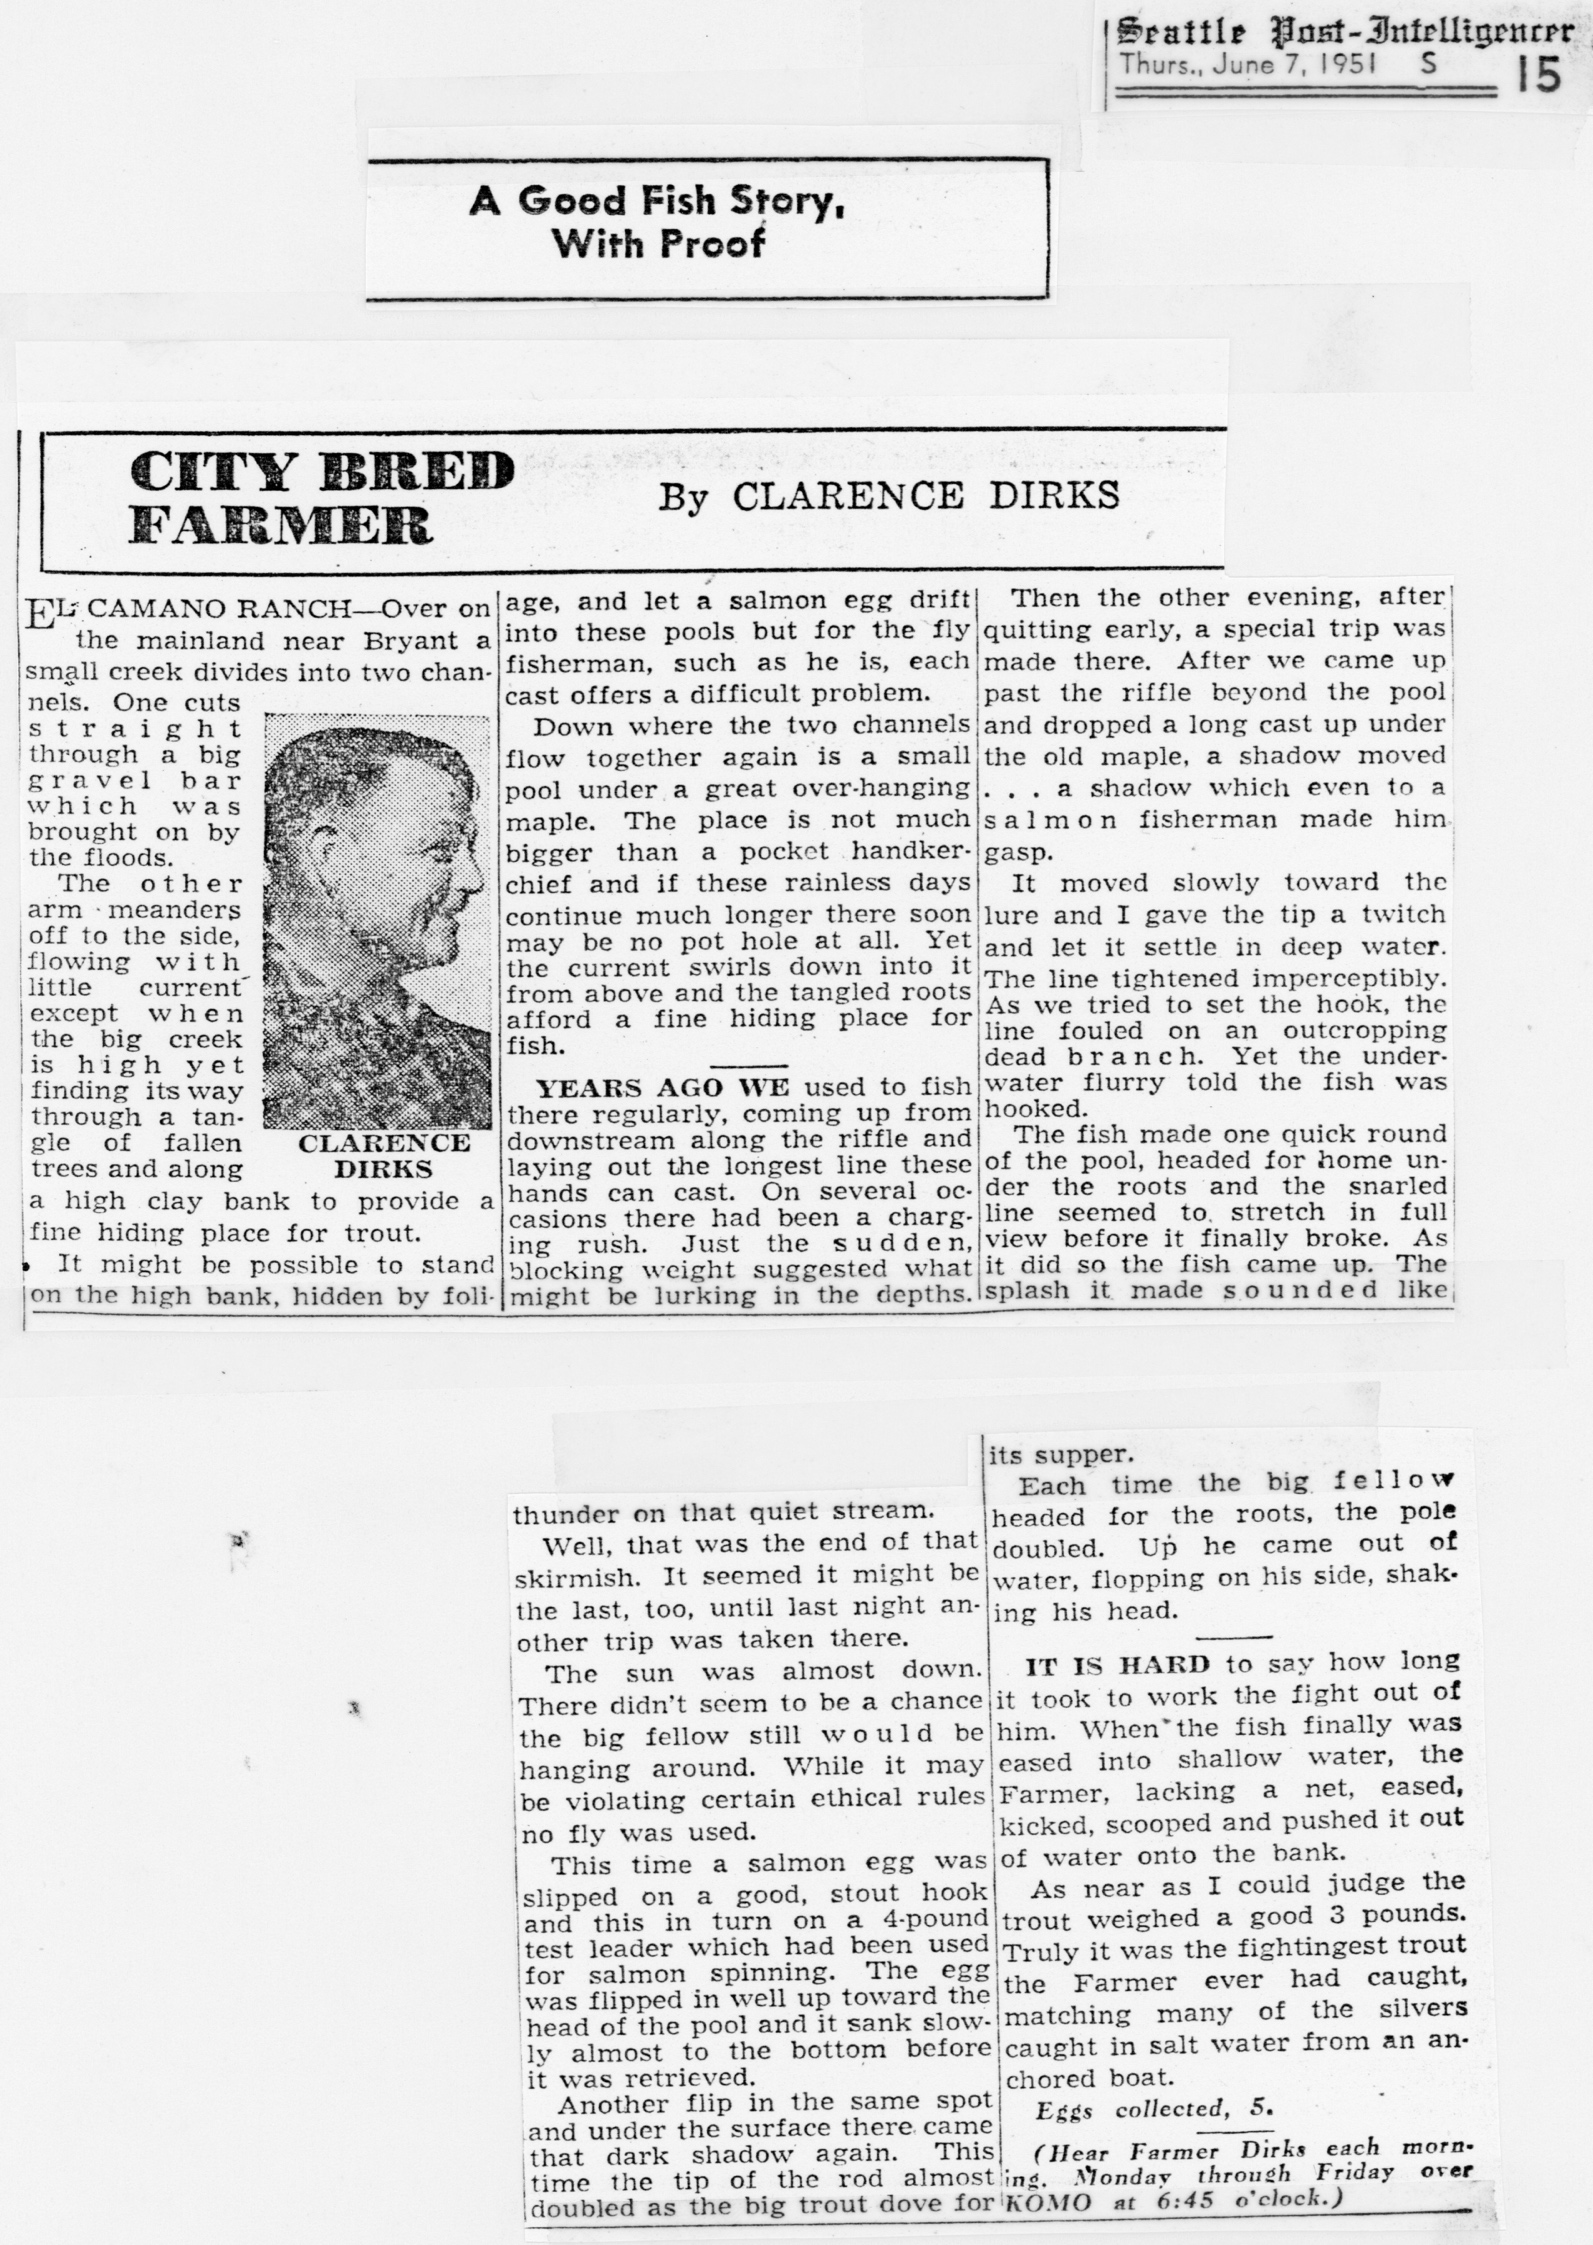 Seattle Post-Intelligencer
Thurs., June 7, 1951 S 15
A Good Fish Story,
With Proof
CITY BRED
FARMER
By CLARENCE DIRKS
EL CAMANO RANCH—Over on
the mainland near Bryant a
small creek divides into two chan-
nels. One cuts
straight
through a big
gravel bar
which was
brought on by
the floods.
The other
arm meanders
off to the side,
flowing with
little current
except when
the big creek
is high yet
finding its way
through a tan-
gle of fallen
trees and along
CLARENCE
DIRKS
a high clay bank to provide a
fine hiding place for trout.
It might be possible to stand
on the high bank, hidden by foli-
age, and let a salmon egg drift
into these pools but for the fly
fisherman, such as he is, each
cast offers a difficult problem.
Down where the two channels
flow together again is a small
pool under a great over-hanging
maple. The place is not much
bigger than a pocket handker-
chief and if these rainless days
continue much longer there soon
may be no pot hole at all. Yet
the current swirls down into it
from above and the tangled roots
afford a fine hiding place for
fish.
YEARS AGO WE used to fish
there regularly, coming up from
downstream along the riffle and
laying out the longest line these
hands can cast. On several oc-
casions there had been a charg-
ing rush. Just the sudden,
blocking weight suggested what
might be lurking in the depths.
Then the other evening, after
quitting early, a special trip was
made there. After we came up
past the riffle beyond the pool
and dropped a long cast up under
the old maple, a shadow moved
. . . a shadow which even to a
salmon fisherman made him
gasp.
It moved slowly toward the
lure and I gave the tip a twitch
and let it settle in deep water.
The line tightened imperceptibly.
As we tried to set the hook, the
line fouled on an outcropping
dead branch. Yet the under-
water flurry told the fish was
hooked.
The fish made one quick round
of the pool, headed for home un-
der the roots and the snarled
line seemed to stretch in full
view before it finally broke. As
it did so the fish came up. The
splash it made sounded like
thunder on that quiet stream.
Well, that was the end of that
skirmish. It seemed it might be
the last, too, until last night an-
other trip was taken there.
The sun was almost down.
There didn't seem to be a chance
the big fellow still would be
hanging around. While it may
be violating certain ethical rules
no fly was used.
This time a salmon egg was
slipped on a good, stout hook
and this in turn on a 4-pound
test leader which had been used
for salmon spinning. The egg
was flipped in well up toward the
head of the pool and it sank slow-
ly almost to the bottom before
it was retrieved.
Another flip in the same spot
and under the surface there came
that dark shadow again. This
time the tip of the rod almost
doubled as the big trout dove for
its supper.
Each time the big fellow
headed for the roots, the pole
doubled. Up he came out of
water, flopping on his side, shak-
ing his head.
IT IS HARD to say how long
it took to work the fight out of
him. When the fish finally was
eased into shallow water, the
Farmer, lacking a net, eased,
kicked, scooped and pushed it out
of water onto the bank.
As near as I could judge the
trout weighed a good 3 pounds.
Truly it was the fightingest trout
the Farmer ever had caught,
matching many of the silvers
caught in salt water from an an-
chored boat.
Eggs collected, 5.
(Hear Farmer Dirks each morn-
ing. Monday through Friday over
KOMO at 6:45 o'clock.)